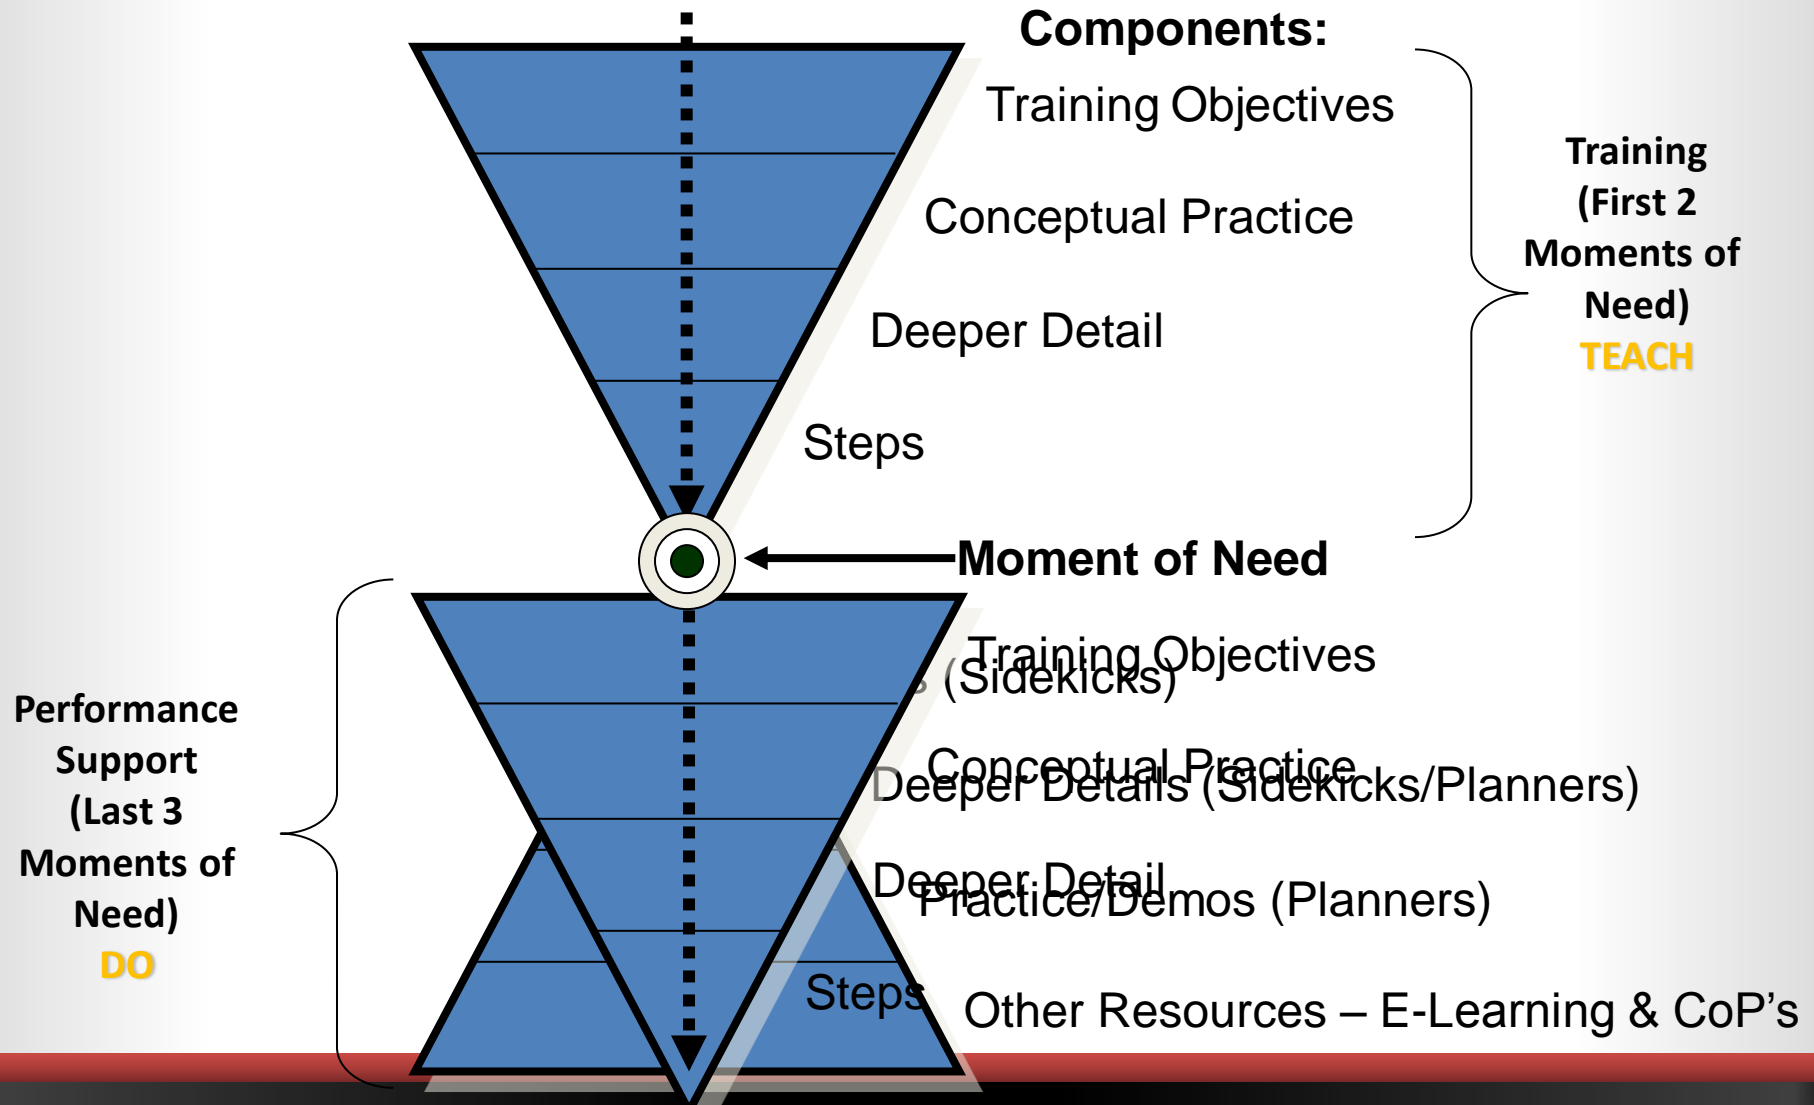 Components:
Training Objectives
Conceptual Practice
Deeper Detail
Steps
Training
(First 2
Moments of
Need)
TEACH
Moment of Need
Performance
Support
(Last 3
Moments of
Need)
DO
Training Objectives
(Sidekicks)
Conceptual Practice
Deeper Details (Sidekicks/Planners)
Deeper Detail
Practice/Demos (Planners)
Steps
Other Resources – E-Learning & CoP’s